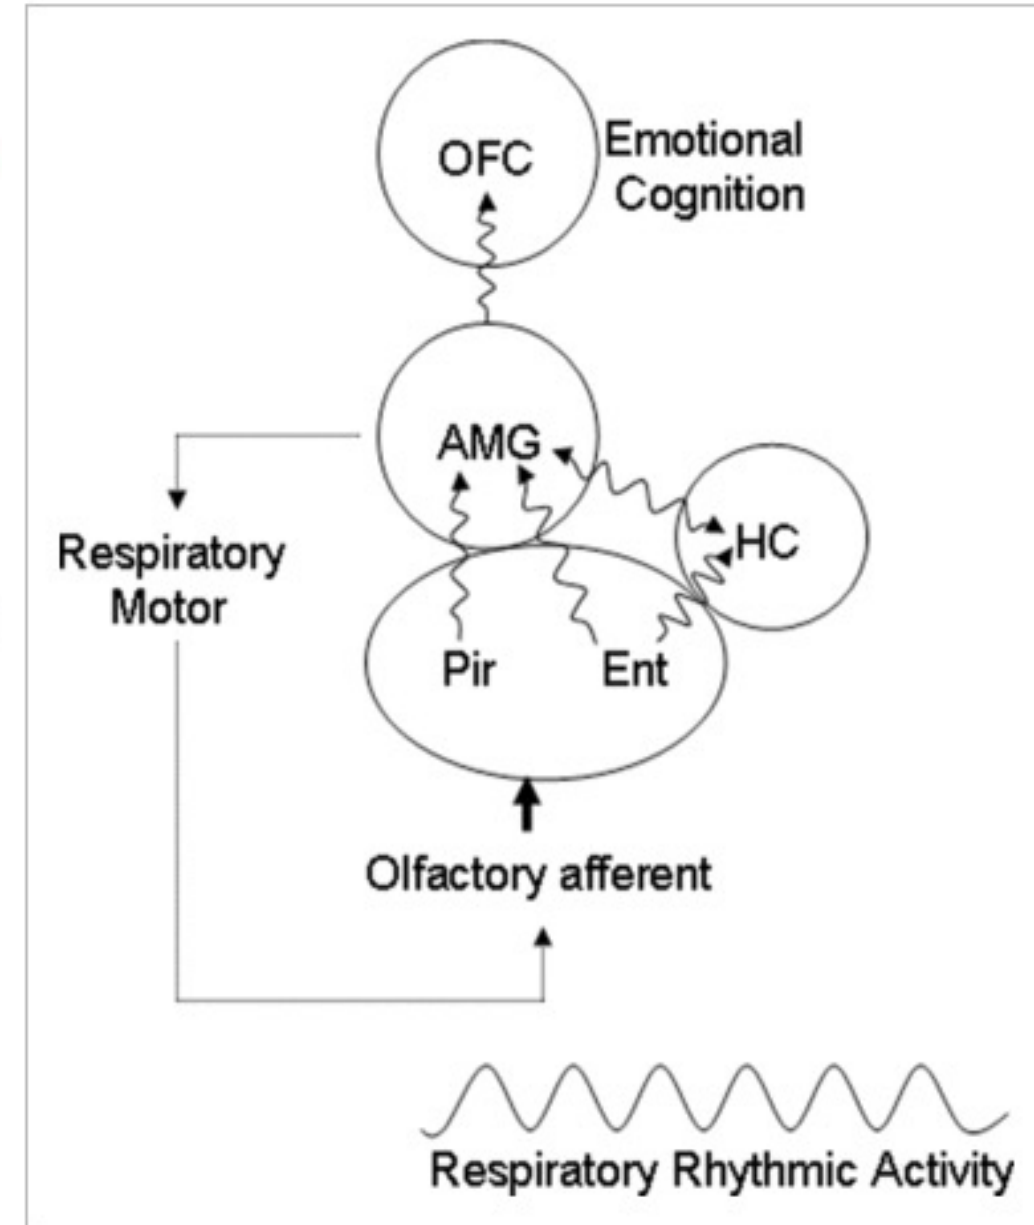 OFC
Emotional
Cognition
AMG
HC
Respiratory
Motor
Pir
Ent
Olfactory afferent
Respiratory Rhythmic Activity